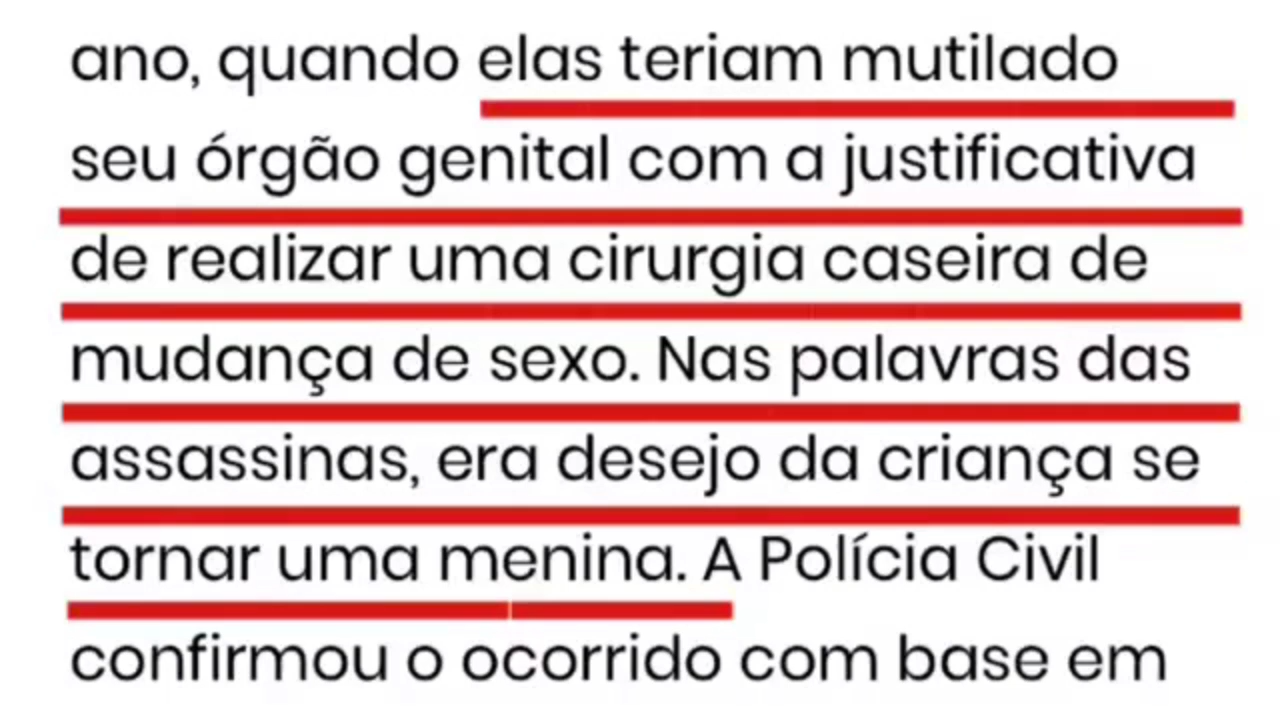 ano, quando elas teriam mutilado
seu órgão genital com a justificativa
de realizar uma cirurgia caseira de
mudança de sexo. Nas palavras das
assassinas, era desejo da criança se
tornar uma menina. A Polícia Civil
confirmou o ocorrido com base em